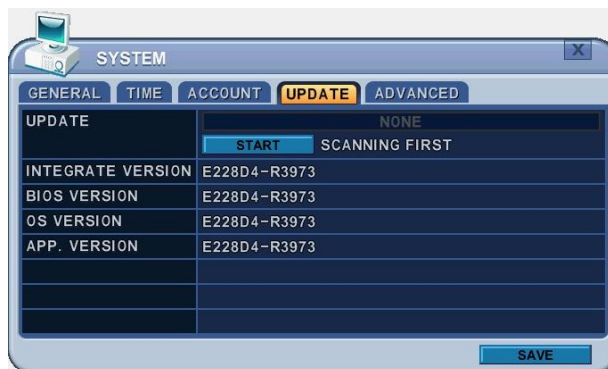 SYSTEM
X
GENERAL TIME ACCOUNT UPDATE ADVANCED
UPDATE NONE
START SCANNING FIRST
INTEGRATE VERSION E228D4-R3973
BIOS VERSION E228D4-R3973
OS VERSION E228D4-R3973
APP. VERSION E228D4-R3973
SAVE